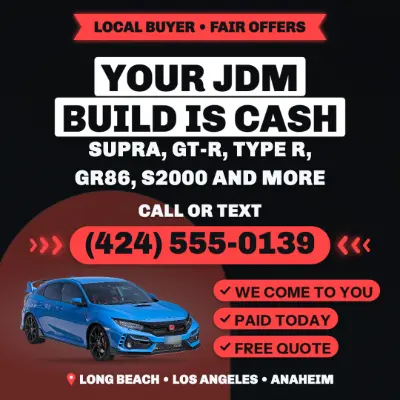 LOCAL BUYER • FAIR OFFERS
YOUR JDM
BUILD IS CASH
SUPRA, GT-R, TYPE R,
GR86, S2000 AND MORE
CALL OR TEXT
(424) 555-0139
WE COME TO YOU
PAID TODAY
FREE QUOTE
LONG BEACH • LOS ANGELES • ANAHEIM